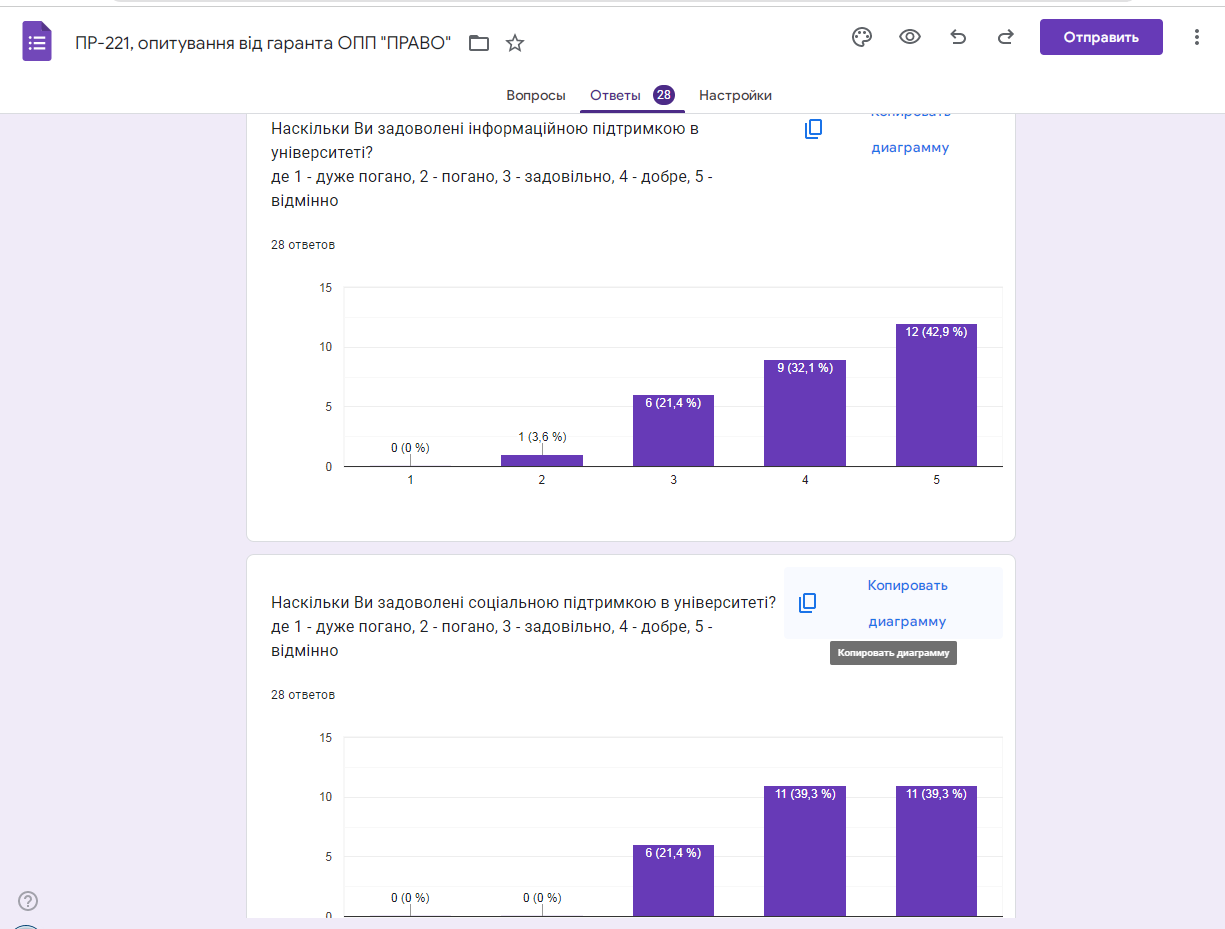 ПР-221, опитування від гаранта ОПП "ПРАВО"
Отправить
Вопросы
Ответы 28
Настройки
Наскільки Ви задоволені інформаційною підтримкою в
університеті?
де 1 - дуже погано, 2 - погано, 3 - задовільно, 4 - добре, 5 -
відмінно
Копировать
диаграмму
28 ответов
15
10
5
0
0 (0 %)
1 (3,6 %)
6 (21,4 %)
9 (32,1 %)
12 (42,9 %)
1
2
3
4
5
Наскільки Ви задоволені соціальною підтримкою в університеті?
де 1 - дуже погано, 2 - погано, 3 - задовільно, 4 - добре, 5 -
відмінно
Копировать
диаграмму
Копировать диаграмму
28 ответов
15
10
5
0
0 (0 %)
0 (0 %)
6 (21,4 %)
11 (39,3 %)
11 (39,3 %)